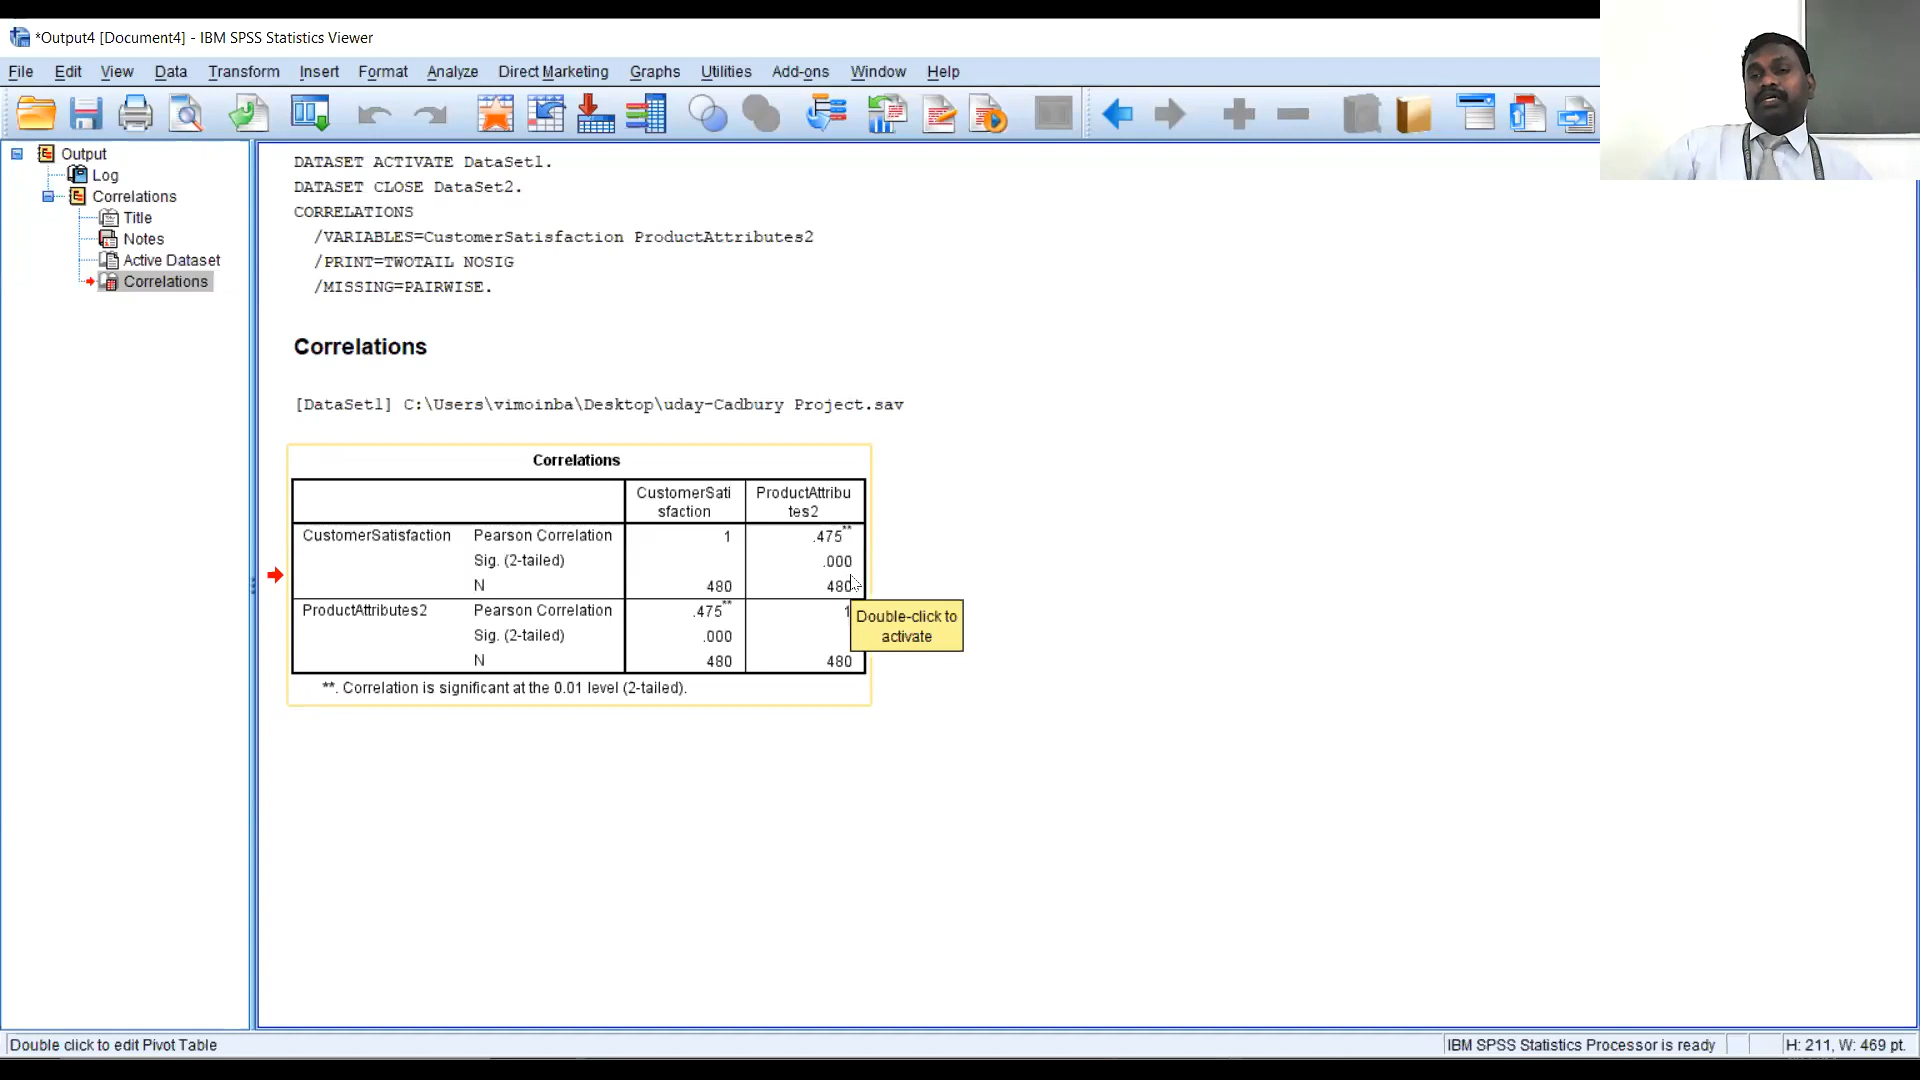 *Output4 [Document4] - IBM SPSS Statistics Viewer
File Edit View Data Transform Insert Format Analyze Direct Marketing Graphs Utilities Add-ons Window Help
Output
Log
Correlations
Title
Notes
Active Dataset
Correlations
DATASET ACTIVATE DataSet1.
DATASET CLOSE DataSet2.
CORRELATIONS
/VARIABLES=CustomerSatisfaction ProductAttributes2
/PRINT=TWOTAIL NOSIG
/MISSING=PAIRWISE.
Correlations
[DataSet1] C:\Users\vimoinba\Desktop\uday-Cadbury Project.sav
Correlations
CustomerSati
sfaction
ProductAttribu
tes2
CustomerSatisfaction Pearson Correlation 1 .475**
Sig. (2-tailed) .000
N 480 480
ProductAttributes2 Pearson Correlation .475** 1
Sig. (2-tailed) .000
N 480 480
**. Correlation is significant at the 0.01 level (2-tailed).
Double-click to
activate
Double click to edit Pivot Table
IBM SPSS Statistics Processor is ready
H: 211, W: 469 pt.